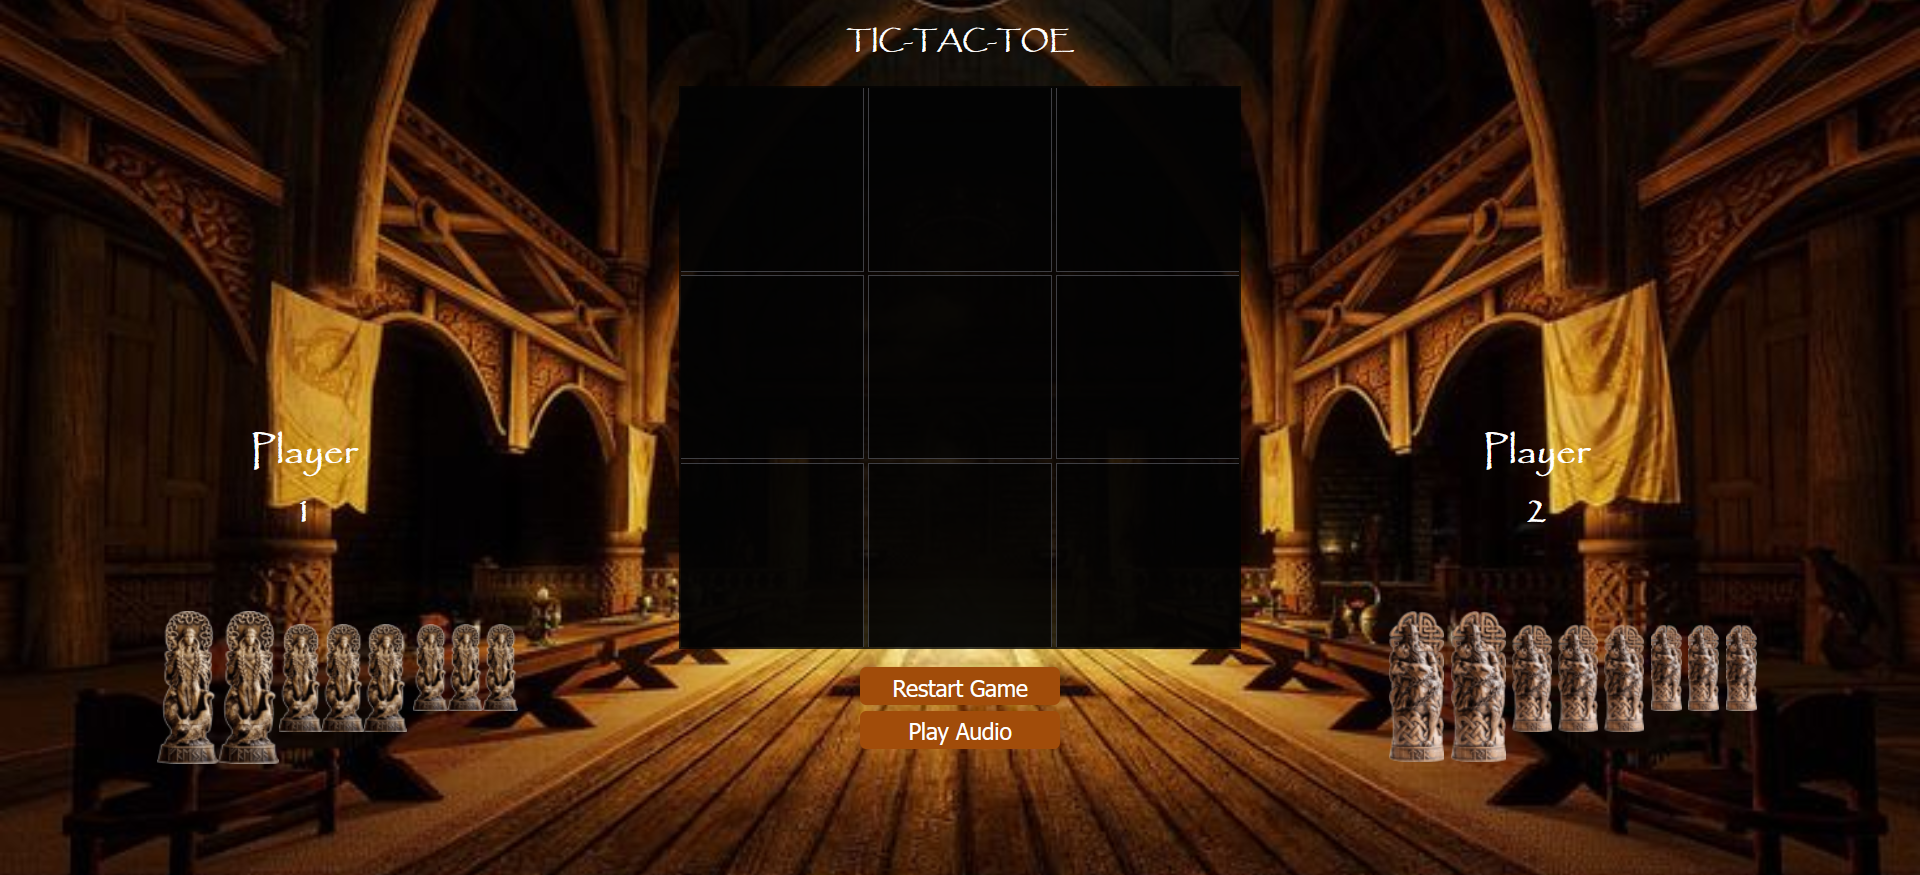 TIC-TAC-TOE
Player
1
Player
2
Restart Game
Play Audio